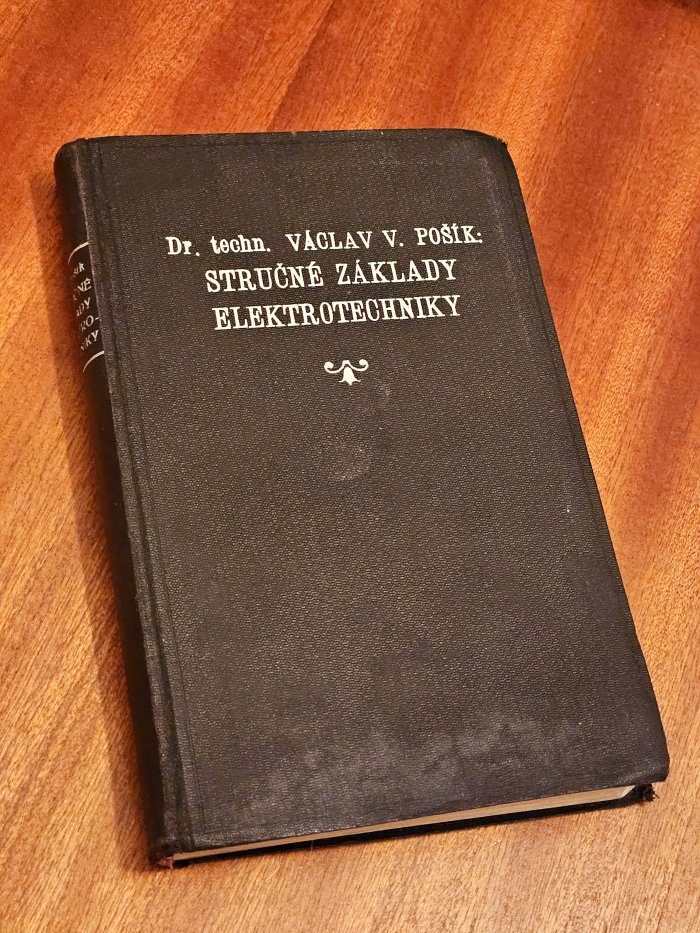 Dr. techn. VÁCLAV V. POŠÍK:
STRUČNÉ ZÁKLADY
ELEKTROTECHNIKY